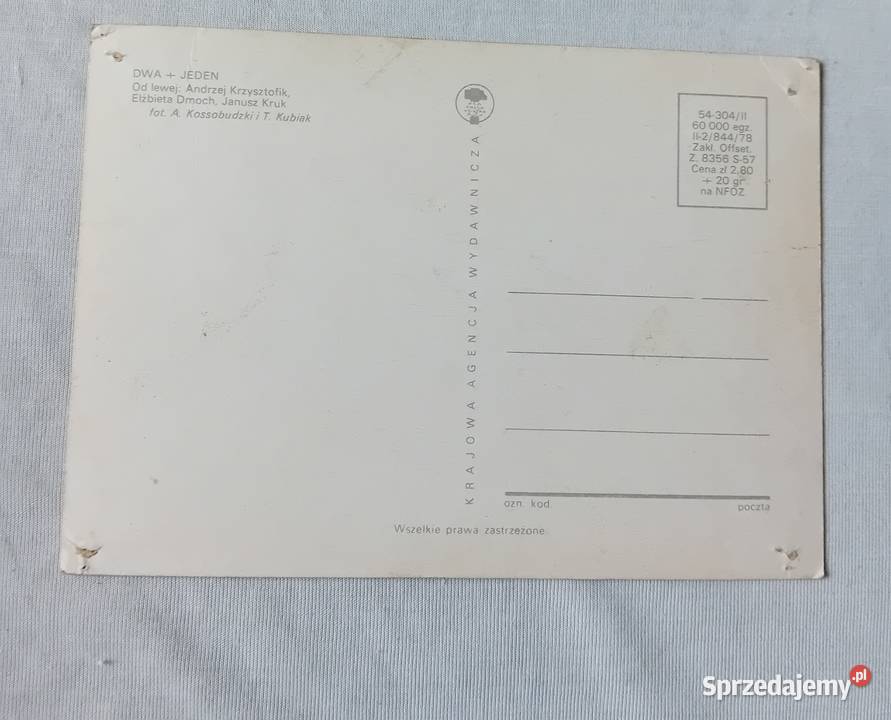 DWA + JEDEN
Od lewej: Andrzej Krzysztofik,
Elżbieta Dmoch, Janusz Kruk
fot. A. Kossobudzki i T. Kubiak
KRAJOWA AGENCJA WYDAWNICZA
54-304/II
60 000 egz.
II-2/844/78
Zakł. Offset.
Z. 8356 S-57
Cena zł 2,80
+ 20 gr
na NFOZ
ozn. kod.
poczta
Wszelkie prawa zastrzeżone
Sprzedajemy.pl